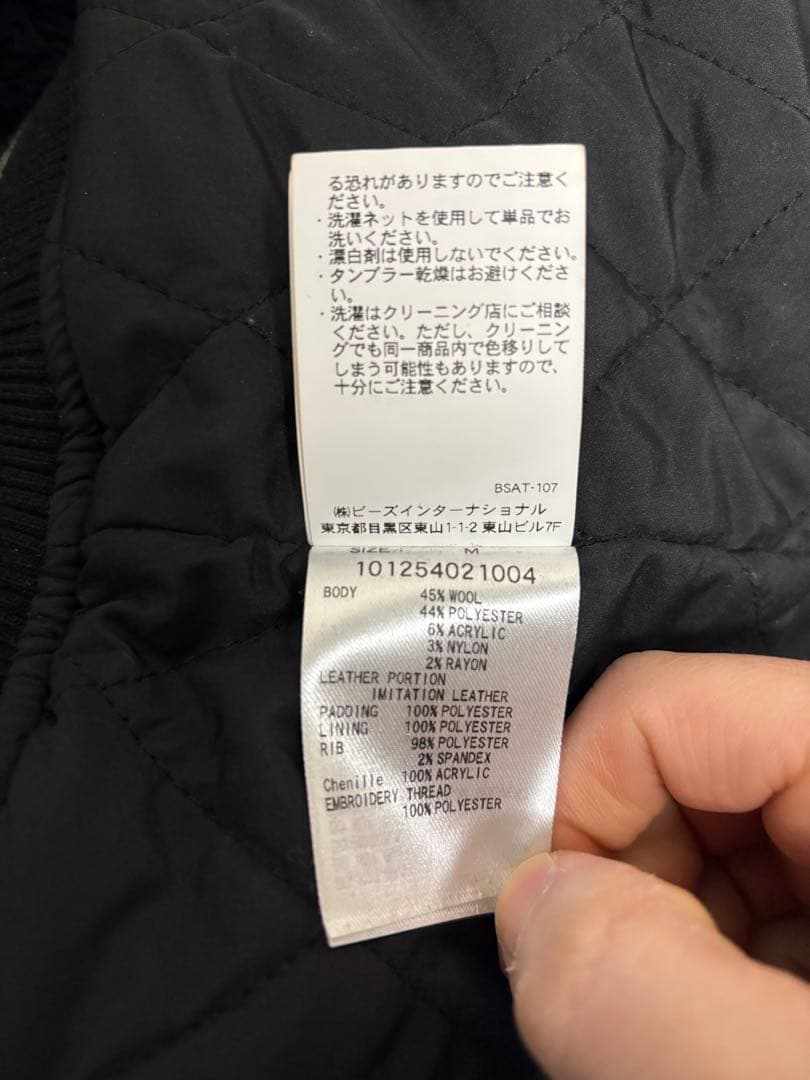 る恐れがありますのでご注意く
ださい。
・洗濯ネットを使用して単品でお
洗いください。
・漂白剤は使用しないでください。
・タンブラー乾燥はお避けくださ
い。
・洗濯はクリーニング店にご相談
ください。ただし、クリーニン
グでも同一商品内で色移りして
しまう可能性もありますので、
十分にご注意ください。
BSAT-107
㈱ビーズインターナショナル
東京都目黒区東山1-1-2 東山ビル7F
SIZE M
101254021004
BODY 45% WOOL
44% POLYESTER
6% ACRYLIC
3% NYLON
2% RAYON
LEATHER PORTION
IMITATION LEATHER
PADDING 100% POLYESTER
LINING 100% POLYESTER
RIB 98% POLYESTER
2% SPANDEX
Chenille 100% ACRYLIC
EMBROIDERY THREAD
100% POLYESTER